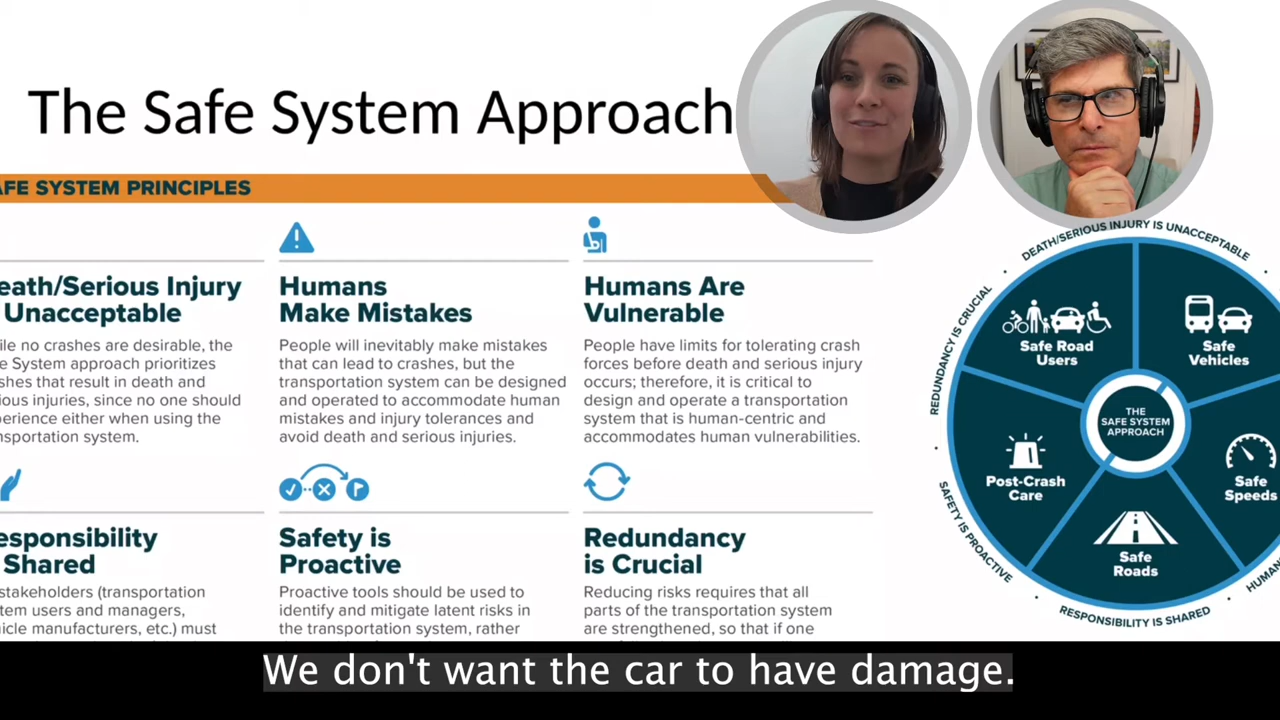 The Safe System Approach
AFE SYSTEM PRINCIPLES
eath/Serious Injury
Unacceptable
ile no crashes are desirable, the
e System approach prioritizes
shes that result in death and
ious injuries, since no one should
perience either when using the
nsportation system.
Humans
Make Mistakes
People will inevitably make mistakes
that can lead to crashes, but the
transportation system can be designed
and operated to accommodate human
mistakes and injury tolerances and
avoid death and serious injuries.
Humans Are
Vulnerable
People have limits for tolerating crash
forces before death and serious injury
occurs; therefore, it is critical to
design and operate a transportation
system that is human-centric and
accommodates human vulnerabilities.
esponsibility
Shared
stakeholders (transportation
tem users and managers,
icle manufacturers, etc.) must
Safety is
Proactive
Proactive tools should be used to
identify and mitigate latent risks in
the transportation system, rather
Redundancy
is Crucial
Reducing risks requires that all
parts of the transportation system
are strengthened, so that if one
DEATH/SERIOUS INJURY IS UNACCEPTABLE
REDUNDANCY IS CRUCIAL
SAFETY IS PROACTIVE
RESPONSIBILITY IS SHARED
HUMAN
Safe Road
Users
Safe
Vehicles
THE
SAFE SYSTEM
APPROACH
Post-Crash
Care
Safe
Speeds
Safe
Roads
We don't want the car to have damage.